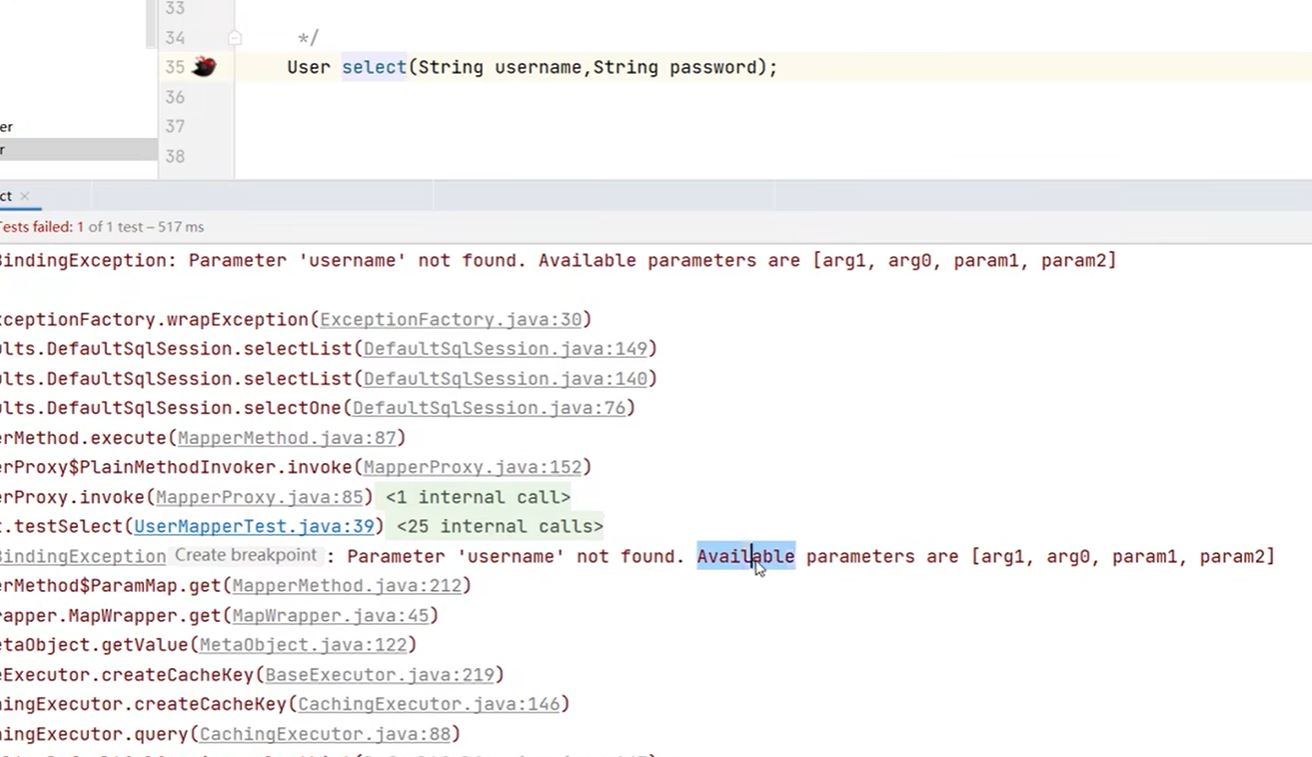 33
34 */
35 User select(String username,String password);
36
er
37
r
38
ct ×
Tests failed: 1 of 1 test – 517 ms
BindingException: Parameter 'username' not found. Available parameters are [arg1, arg0, param1, param2]
xceptionFactory.wrapException(ExceptionFactory.java:30)
ults.DefaultSqlSession.selectList(DefaultSqlSession.java:149)
ults.DefaultSqlSession.selectList(DefaultSqlSession.java:140)
ults.DefaultSqlSession.selectOne(DefaultSqlSession.java:76)
erMethod.execute(MapperMethod.java:87)
erProxy$PlainMethodInvoker.invoke(MapperProxy.java:152)
erProxy.invoke(MapperProxy.java:85) <1 internal call>
t.testSelect(UserMapperTest.java:39) <25 internal calls>
BindingException Create breakpoint : Parameter 'username' not found. Available parameters are [arg1, arg0, param1, param2]
erMethod$ParamMap.get(MapperMethod.java:212)
rapper.MapWrapper.get(MapWrapper.java:45)
etaObject.getValue(MetaObject.java:122)
eExecutor.createCacheKey(BaseExecutor.java:219)
hingExecutor.createCacheKey(CachingExecutor.java:146)
hingExecutor.query(CachingExecutor.java:88)